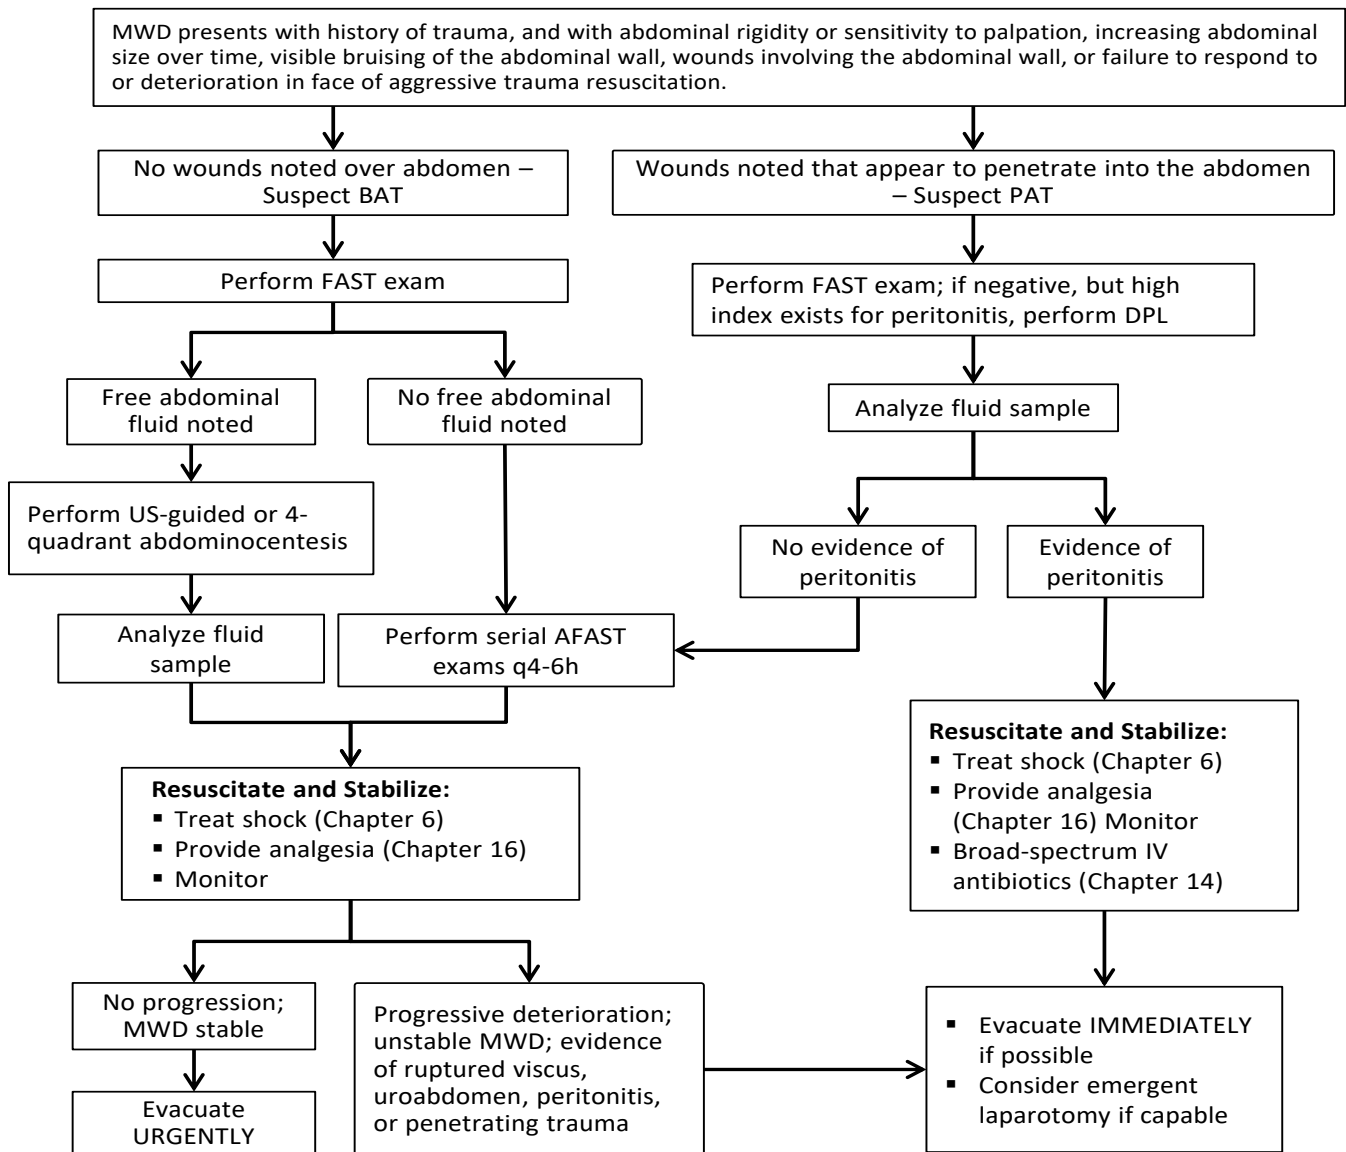 MWD presents with history of trauma, and with abdominal rigidity or sensitivity to palpation, increasing abdominal
size over time, visible bruising of the abdominal wall, wounds involving the abdominal wall, or failure to respond to
or deterioration in face of aggressive trauma resuscitation.
No wounds noted over abdomen –
Suspect BAT
Wounds noted that appear to penetrate into the abdomen
– Suspect PAT
Perform FAST exam
Perform FAST exam; if negative, but high
index exists for peritonitis, perform DPL
Free abdominal
fluid noted
No free abdominal
fluid noted
Analyze fluid sample
Perform US-guided or 4-
quadrant abdominocentesis
No evidence of
peritonitis
Evidence of
peritonitis
Analyze fluid
sample
Perform serial AFAST
exams q4-6h
Resuscitate and Stabilize:
▪ Treat shock (Chapter 6)
▪ Provide analgesia (Chapter 16)
▪ Monitor
Resuscitate and Stabilize:
▪ Treat shock (Chapter 6)
▪ Provide analgesia
(Chapter 16) Monitor
▪ Broad-spectrum IV
antibiotics (Chapter 14)
No progression;
MWD stable
Progressive deterioration;
unstable MWD; evidence
of ruptured viscus,
uroabdomen, peritonitis,
or penetrating trauma
▪ Evacuate IMMEDIATELY
if possible
▪ Consider emergent
laparotomy if capable
Evacuate
URGENTLY